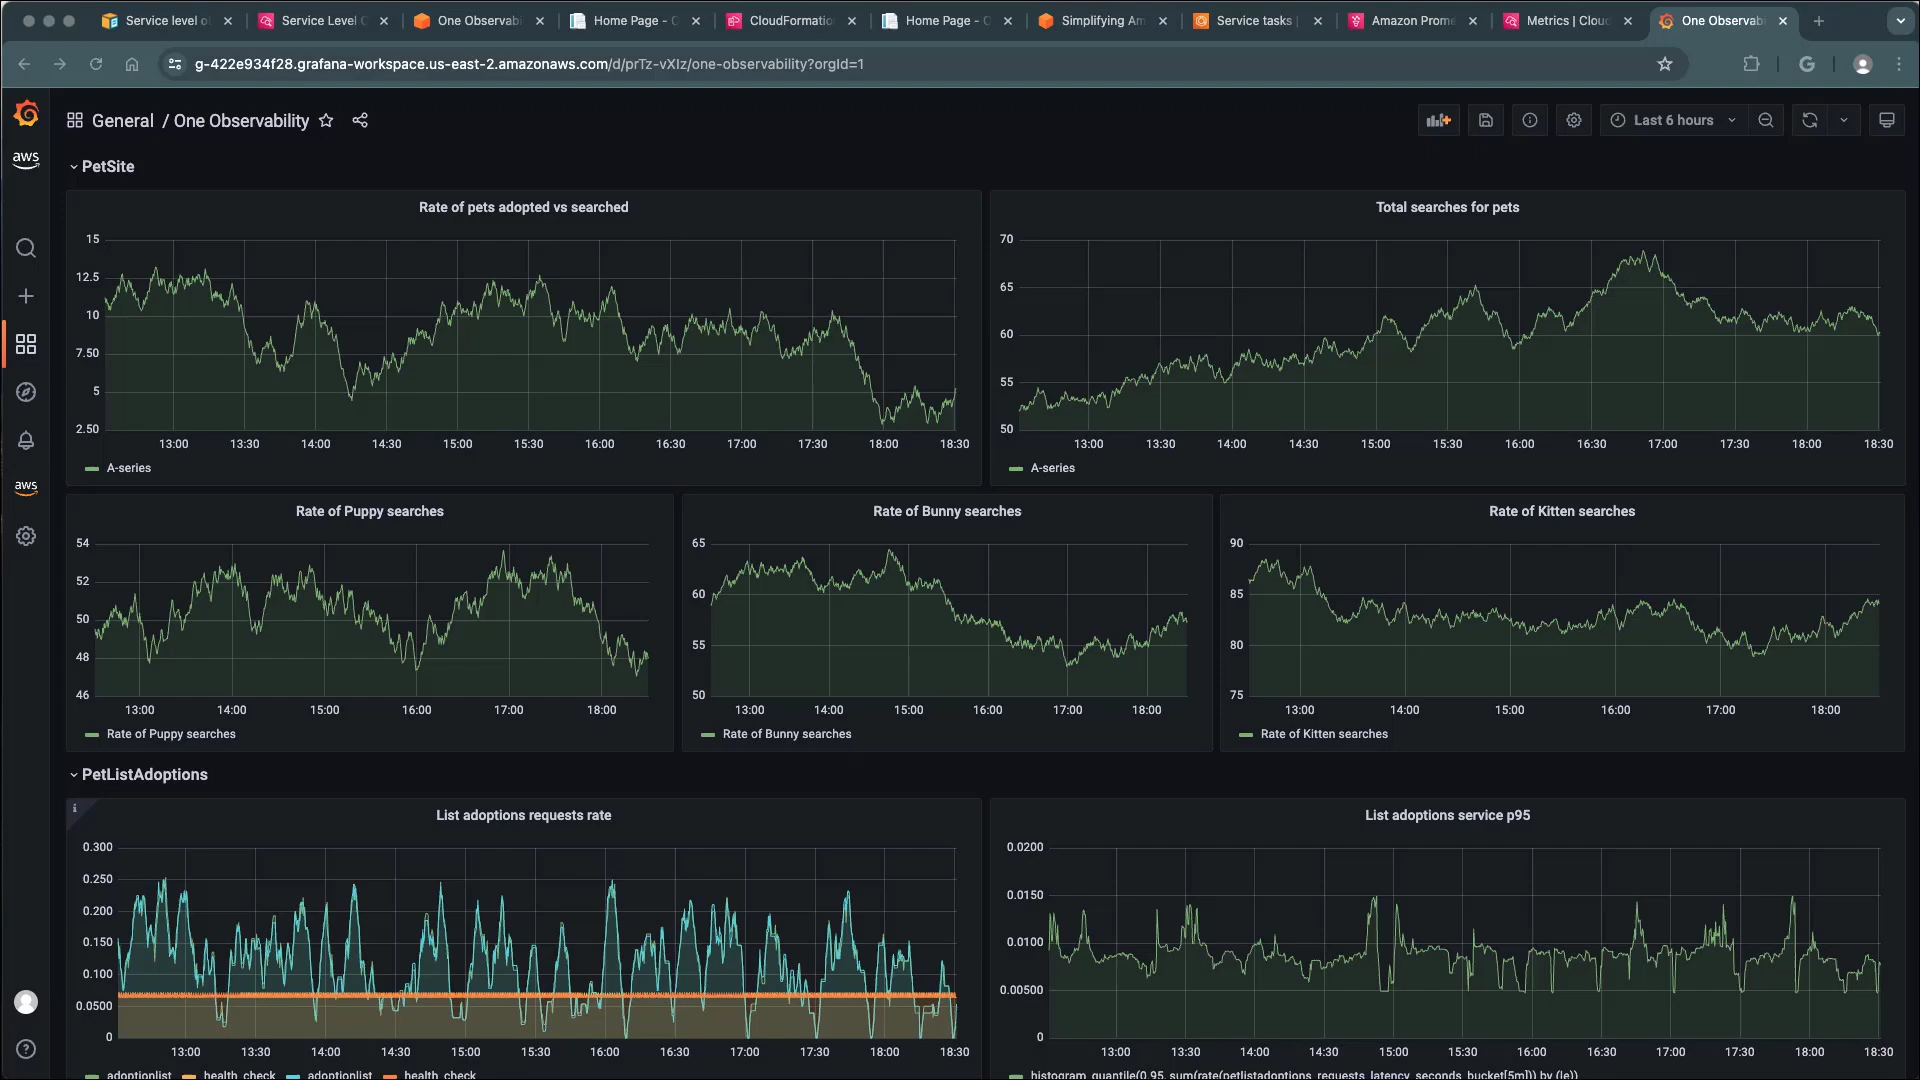 Service level o
Service Level
One Observab
Home Page -
CloudFormatio
Home Page -
Simplifying Am
Service tasks
Amazon Prome
Metrics | Clou
One Observab
g-422e934f28.grafana-workspace.us-east-2.amazonaws.com/d/prTz-vXIz/one-observability?orgId=1
General / One Observability
Last 6 hours
aws
aws
PetSite
Rate of pets adopted vs searched
15
12.5
10
7.50
5
2.50
13:00 13:30 14:00 14:30 15:00 15:30 16:00 16:30 17:00 17:30 18:00 18:30
A-series
Total searches for pets
70
65
60
55
50
13:00 13:30 14:00 14:30 15:00 15:30 16:00 16:30 17:00 17:30 18:00 18:30
A-series
Rate of Puppy searches
54
52
50
48
46
13:00 14:00 15:00 16:00 17:00 18:00
Rate of Puppy searches
Rate of Bunny searches
65
60
55
50
13:00 14:00 15:00 16:00 17:00 18:00
Rate of Bunny searches
Rate of Kitten searches
90
85
80
75
13:00 14:00 15:00 16:00 17:00 18:00
Rate of Kitten searches
PetListAdoptions
i
List adoptions requests rate
0.300
0.250
0.200
0.150
0.100
0.0500
0
13:00 13:30 14:00 14:30 15:00 15:30 16:00 16:30 17:00 17:30 18:00 18:30
adoptionlist health_check adoptionlist health_check
List adoptions service p95
0.0200
0.0150
0.0100
0.00500
0
13:00 13:30 14:00 14:30 15:00 15:30 16:00 16:30 17:00 17:30 18:00 18:30
histogram_quantile(0.95, sum(rate(petlistadoptions_requests_latency_seconds_bucket[5m])) by (le))